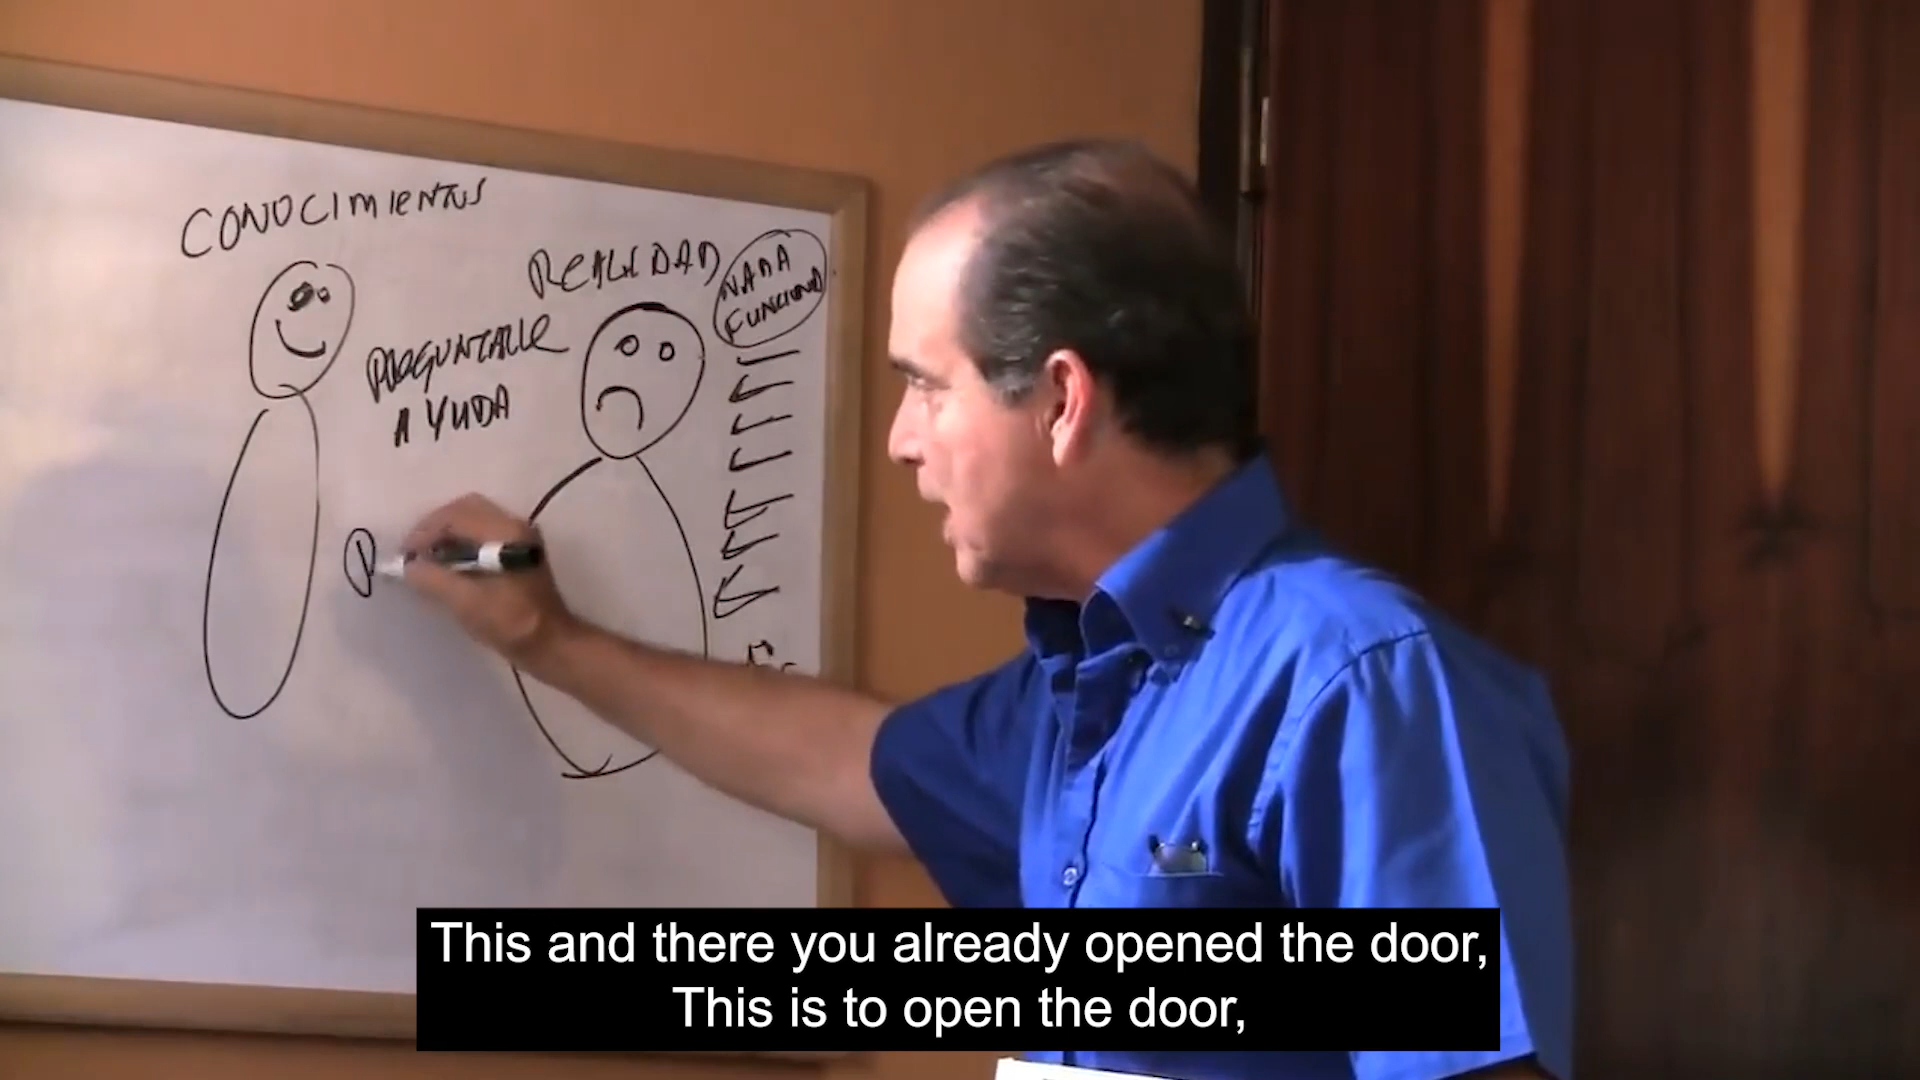 CONOCIMIENTOS
REALIDAD
NADA
FUNCIONA
PREGUNTARLE
AYUDA
This and there you already opened the door,
This is to open the door,